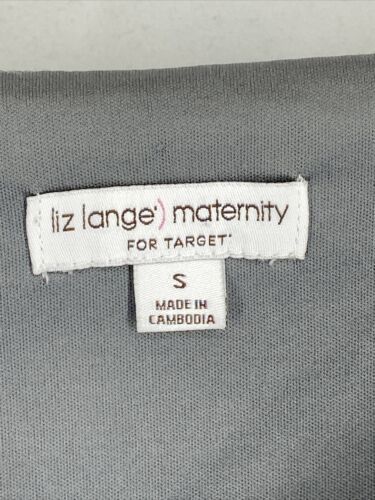 liz lange) maternity
FOR TARGET
S
MADE IN
CAMBODIA